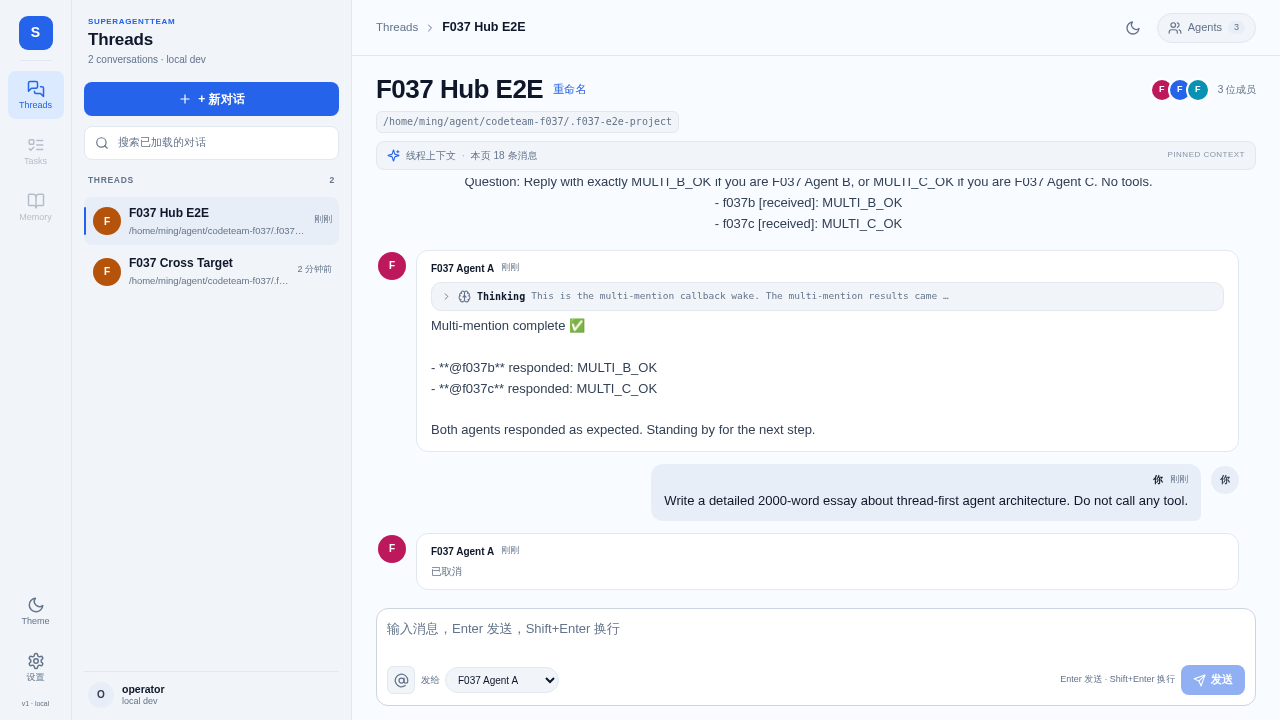 S
Threads
Tasks
Memory
Theme
设置
v1 · local
SUPERAGENTTEAM
Threads
2 conversations · local dev
+ 新对话
搜索已加载的对话
THREADS 2
F
F037 Hub E2E
刚刚
/home/ming/agent/codeteam-f037/.f037…
F
F037 Cross Target
2 分钟前
/home/ming/agent/codeteam-f037/.f…
O
operator
local dev
Threads > F037 Hub E2E
Agents 3
F037 Hub E2E 重命名
F F F 3 位成员
/home/ming/agent/codeteam-f037/.f037-e2e-project
线程上下文 · 本页 18 条消息 PINNED CONTEXT
Question: Reply with exactly MULTI_B_OK if you are F037 Agent B, or MULTI_C_OK if you are F037 Agent C. No tools.
- f037b [received]: MULTI_B_OK
- f037c [received]: MULTI_C_OK
F
F037 Agent A 刚刚
Thinking This is the multi-mention callback wake. The multi-mention results came …
Multi-mention complete ✅
- **@f037b** responded: MULTI_B_OK
- **@f037c** responded: MULTI_C_OK
Both agents responded as expected. Standing by for the next step.
你 刚刚
你
Write a detailed 2000-word essay about thread-first agent architecture. Do not call any tool.
F
F037 Agent A 刚刚
已取消
输入消息，Enter 发送，Shift+Enter 换行
发给 F037 Agent A
Enter 发送 · Shift+Enter 换行
发送